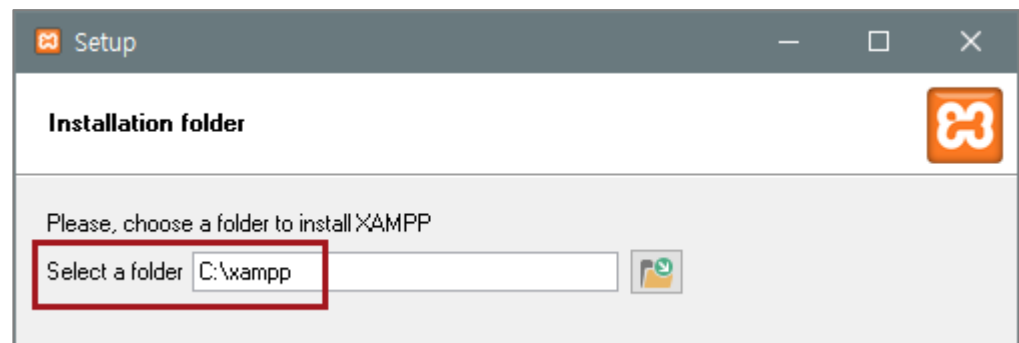 Setup
Installation folder
Please, choose a folder to install XAMPP
Select a folder C:\xampp